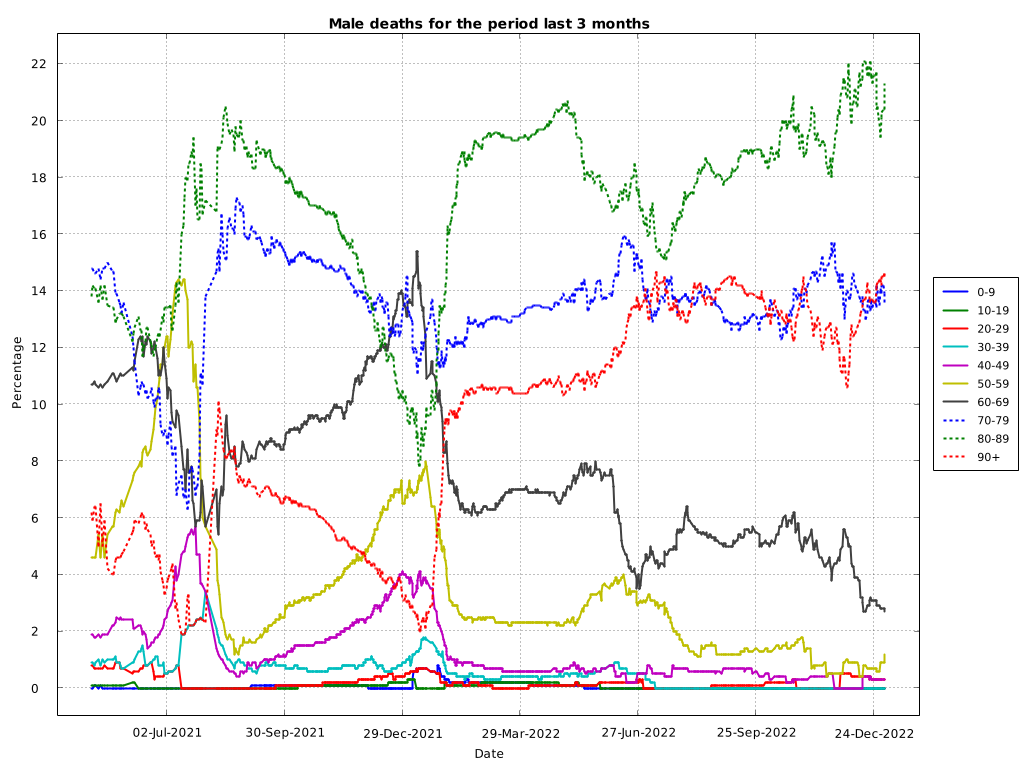 Male deaths for the period last 3 months
Percentage
22
20
18
16
14
12
10
8
6
4
2
0
02-Jul-2021
30-Sep-2021
29-Dec-2021
29-Mar-2022
27-Jun-2022
25-Sep-2022
24-Dec-2022
Date
0-9
10-19
20-29
30-39
40-49
50-59
60-69
70-79
80-89
90+